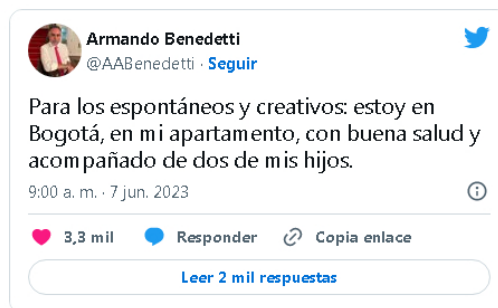 Armando Benedetti
@AABenedetti · Seguir
Para los espontáneos y creativos: estoy en
Bogotá, en mi apartamento, con buena salud y
acompañado de dos de mis hijos.
9:00 a. m. · 7 jun. 2023
3,3 mil Responder Copia enlace
Leer 2 mil respuestas